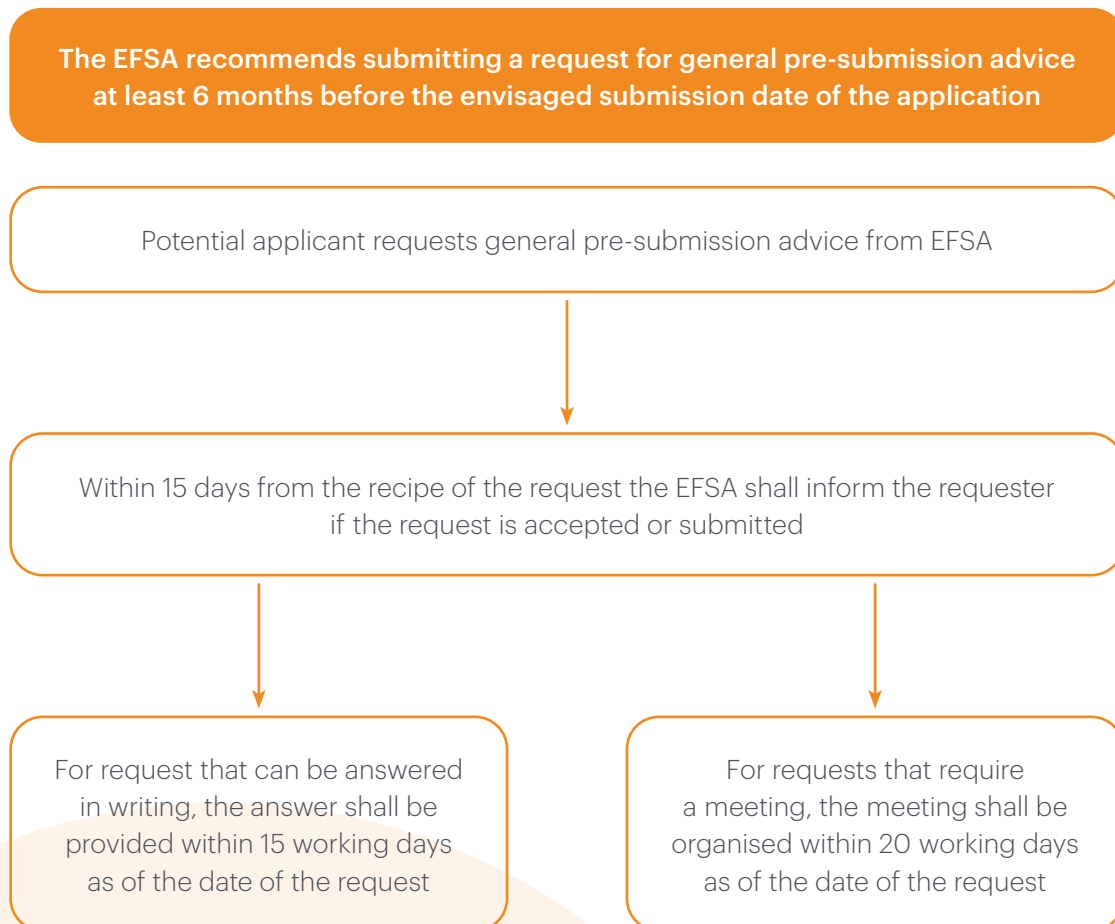 The EFSA recommends submitting a request for general pre-submission advice
at least 6 months before the envisaged submission date of the application
Potential applicant requests general pre-submission advice from EFSA
Within 15 days from the recipe of the request the EFSA shall inform the requester
if the request is accepted or submitted
For request that can be answered
in writing, the answer shall be
provided within 15 working days
as of the date of the request
For requests that require
a meeting, the meeting shall be
organised within 20 working days
as of the date of the request